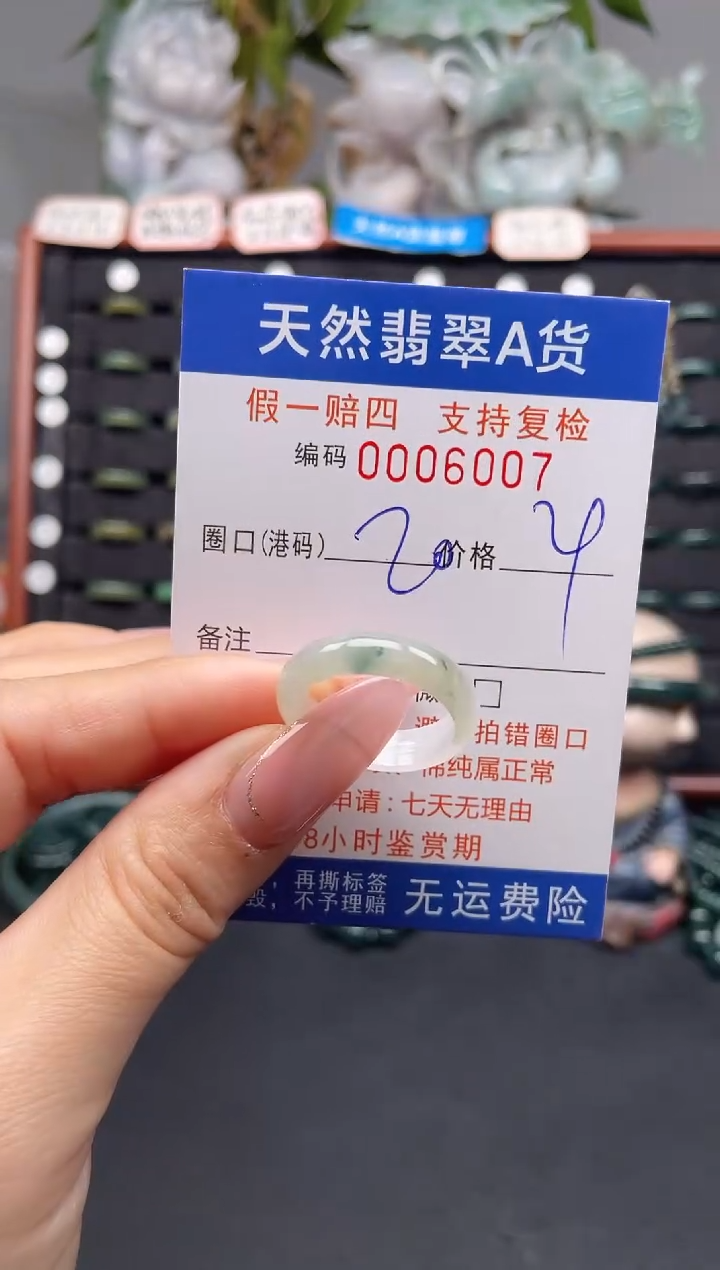 天然翡翠A货
假一赔四 支持复检
编码 0006007
圈口(港码) 20 价格 4
备注
拍错圈口
棉纯属正常
申请：七天无理由
8小时鉴赏期
再撕标签
毁，不予理赔 无运费险